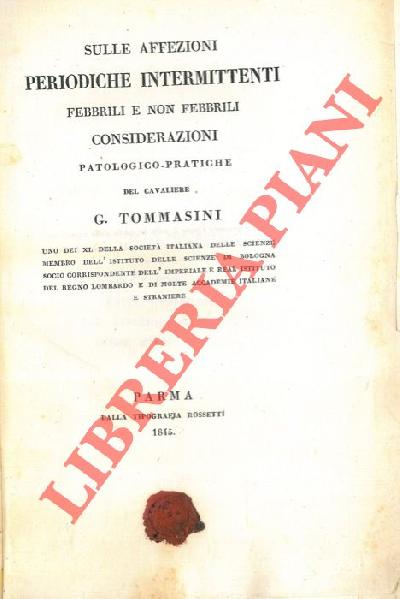 SULLE AFFEZIONI
PERIODICHE INTERMITTENTI
FEBBRILI E NON FEBBRILI
CONSIDERAZIONI
PATOLOGICO-PRATICHE
DEL CAVALIERE
G. TOMMASINI
UNO DEI XL DELLA SOCIETÀ ITALIANA DELLE SCIENZE
MEMBRO DELL' ISTITUTO DELLE SCIENZE DI BOLOGNA
SOCIO CORRISPONDENTE DELL' IMPERIALE E REAL ISTITUTO
DEL REGNO LOMBARDO E DI MOLTE ACCADEMIE ITALIANE
E STRANIERE
PARMA
DALLA TIPOGRAFIA ROSSETTI
1845.
LIBRERIA PIANI